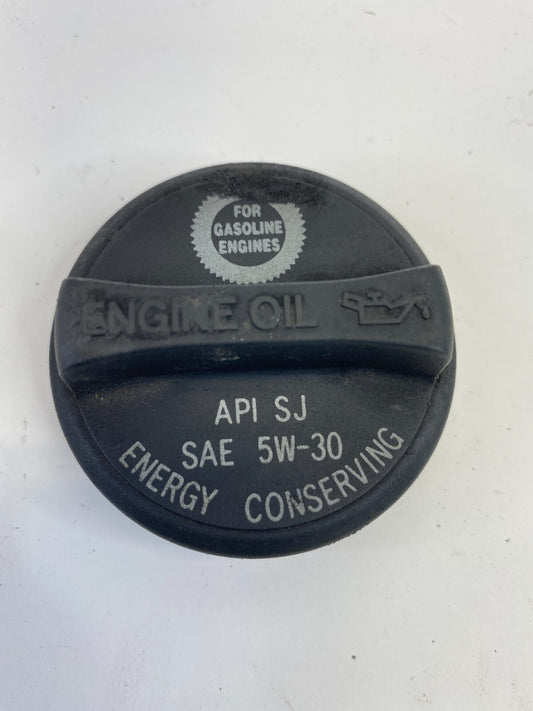 FOR
GASOLINE
ENGINES
ENGINE OIL
API SJ
SAE 5W-30
ENERGY CONSERVING